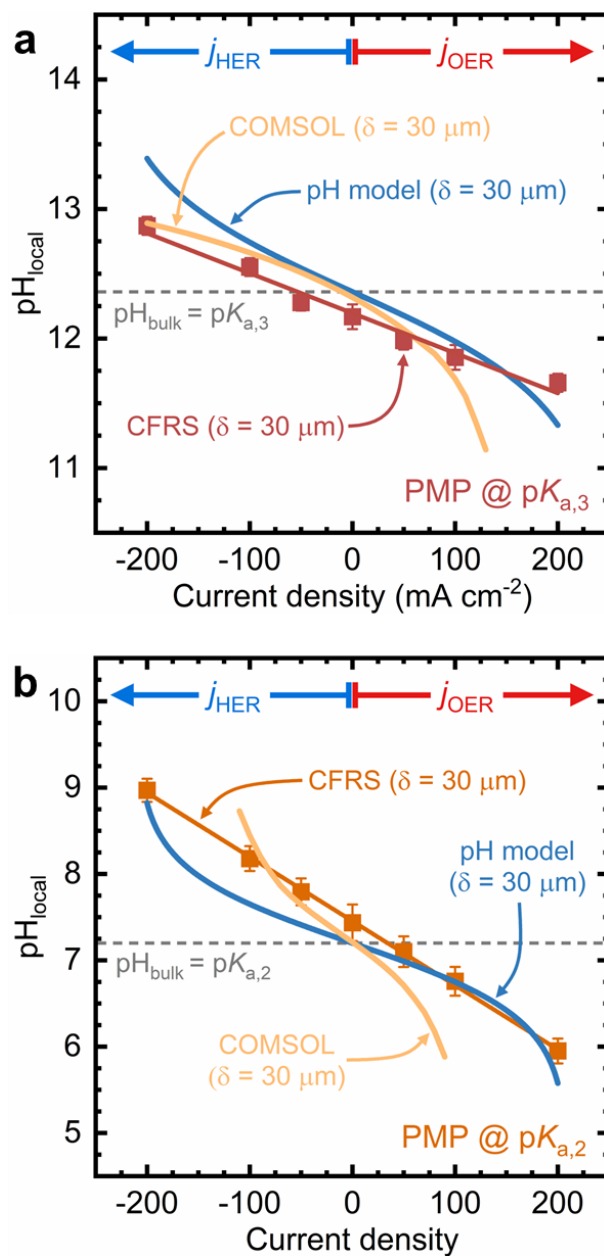 a
j_HER
j_OER
14
13
12
11
pH_local
COMSOL (δ = 30 μm)
pH model (δ = 30 μm)
pH_bulk = pK_a,3
CFRS (δ = 30 μm)
PMP @ pK_a,3
-200 -100 0 100 200
Current density (mA cm⁻²)
b
j_HER
j_OER
10
9
8
7
6
5
pH_local
CFRS (δ = 30 μm)
pH model
(δ = 30 μm)
pH_bulk = pK_a,2
COMSOL
(δ = 30 μm)
PMP @ pK_a,2
-200 -100 0 100 200
Current density